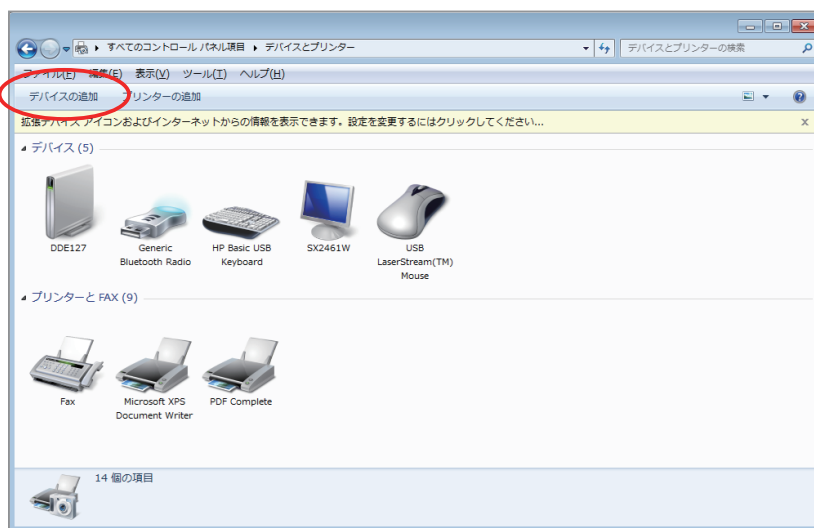 すべてのコントロール パネル項目 ▸ デバイスとプリンター
デバイスとプリンターの検索
ファイル(F) 編集(E) 表示(V) ツール(T) ヘルプ(H)
デバイスの追加 プリンターの追加
拡張デバイス アイコンおよびインターネットからの情報を表示できます。設定を変更するにはクリックしてください...
デバイス (5)
DDE127
Generic
Bluetooth Radio
HP Basic USB
Keyboard
SX2461W
USB
LaserStream(TM)
Mouse
プリンターと FAX (9)
Fax
Microsoft XPS
Document Writer
PDF Complete
14 個の項目